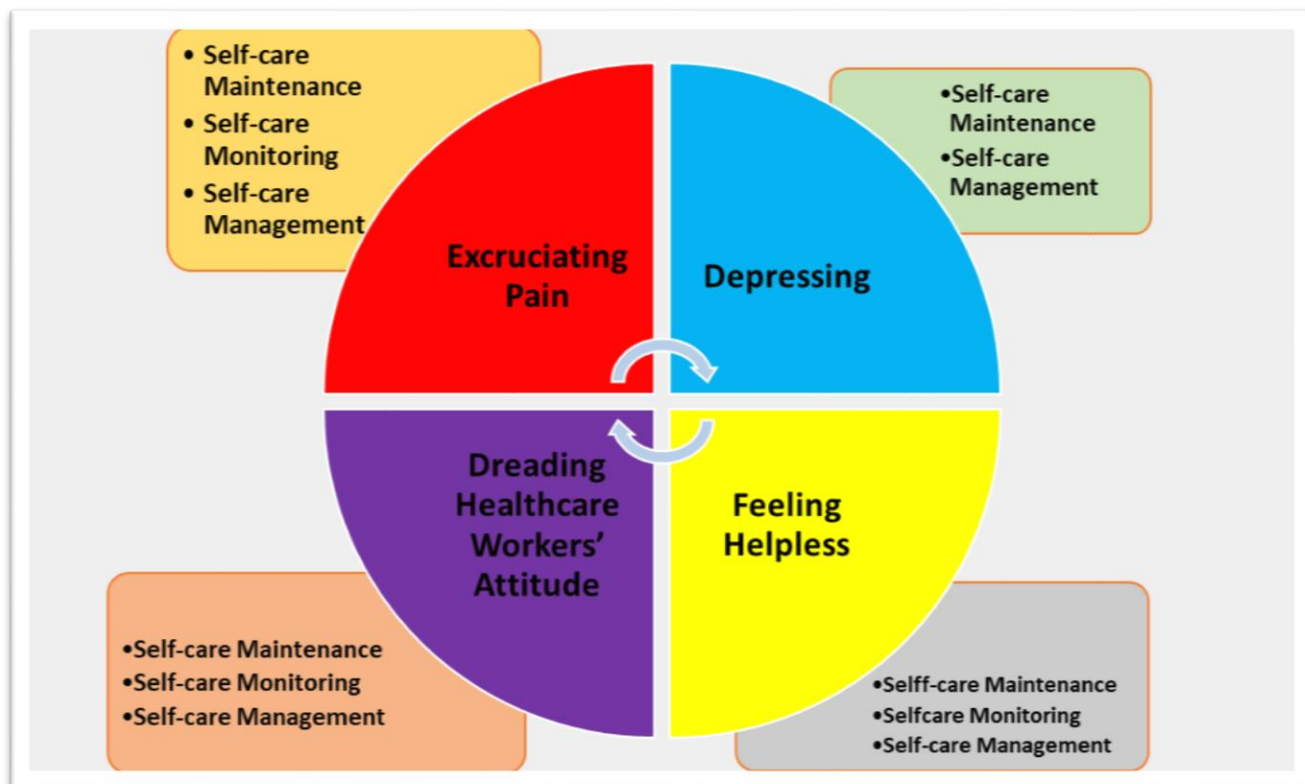 • Self-care
Maintenance
• Self-care
Monitoring
• Self-care
Management
Excruciating
Pain
Depressing
•Self-care
Maintenance
•Self-care
Management
Dreading
Healthcare
Workers’
Attitude
Feeling
Helpless
•Self-care Maintenance
•Self-care Monitoring
•Self-care Management
•Selff-care Maintenance
•Selfcare Monitoring
•Self-care Management